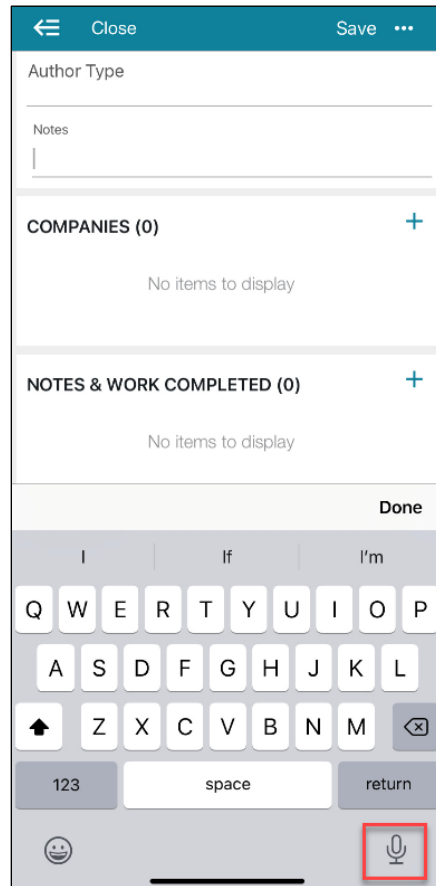 Close Save •••
Author Type
Notes
COMPANIES (0) +
No items to display
NOTES & WORK COMPLETED (0) +
No items to display
Done
I If I'm
Q W E R T Y U I O P
A S D F G H J K L
Z X C V B N M
123 space return